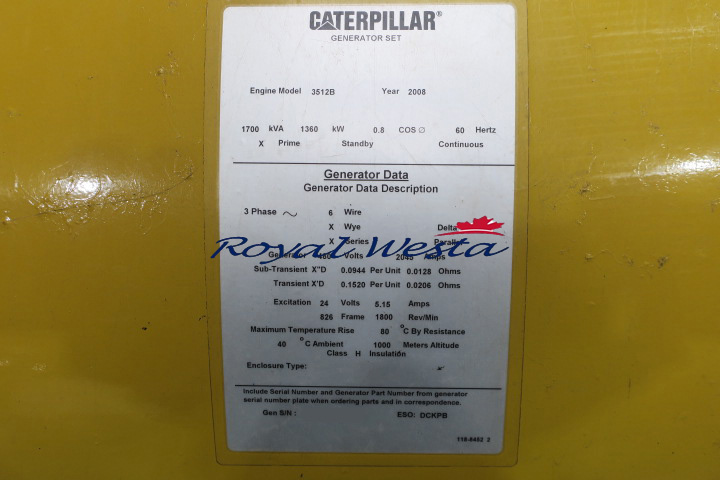 CATERPILLAR®
GENERATOR SET
Engine Model 3512B Year 2008
1700 kVA 1360 kW 0.8 COS ∅ 60 Hertz
X Prime Standby Continuous
Generator Data
Generator Data Description
3 Phase ~ 6 Wire
X Wye Delta
X Series Parallel
Royal Westa
Generator Volts Amps
Sub-Transient X"D 0.0944 Per Unit 0.0128 Ohms
Transient X'D 0.1520 Per Unit 0.0206 Ohms
Excitation 24 Volts 5.15 Amps
826 Frame 1800 Rev/Min
Maximum Temperature Rise 80 °C By Resistance
40 °C Ambient 1000 Meters Altitude
Class H Insulation
Enclosure Type:
Include Serial Number and Generator Part Number from generator
serial number plate when ordering parts and in correspondence.
Gen S/N : ESO: DCKPB
118-8482 2